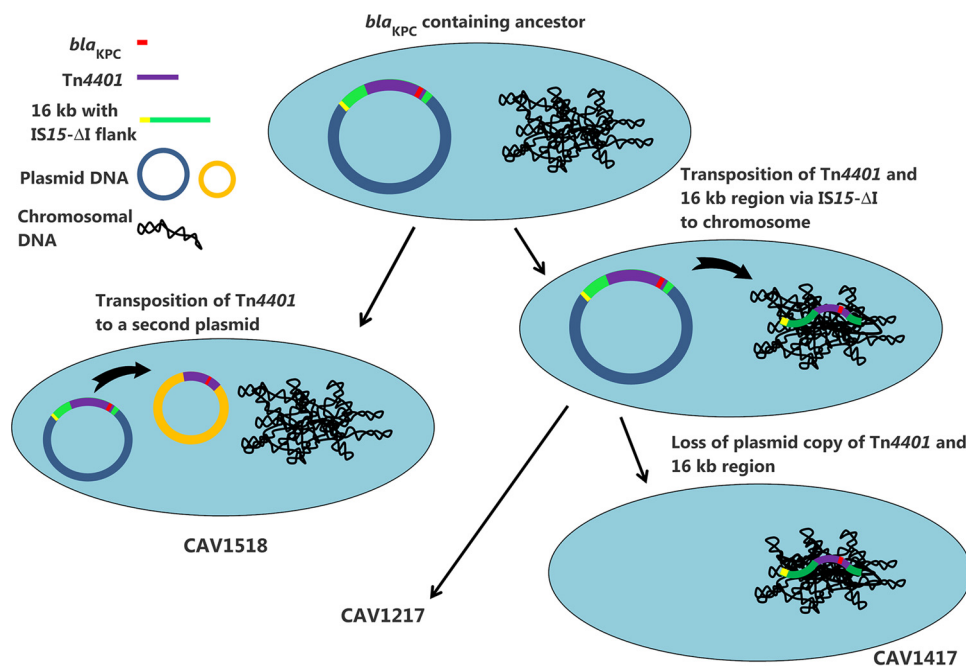 bla_KPC containing ancestor
bla_KPC
Tn4401
16 kb with
IS15-ΔI flank
Plasmid DNA
Chromosomal
DNA
Transposition of Tn4401 and
16 kb region via IS15-ΔI
to chromosome
Transposition of Tn4401
to a second plasmid
Loss of plasmid copy of Tn4401 and
16 kb region
CAV1518
CAV1217
CAV1417